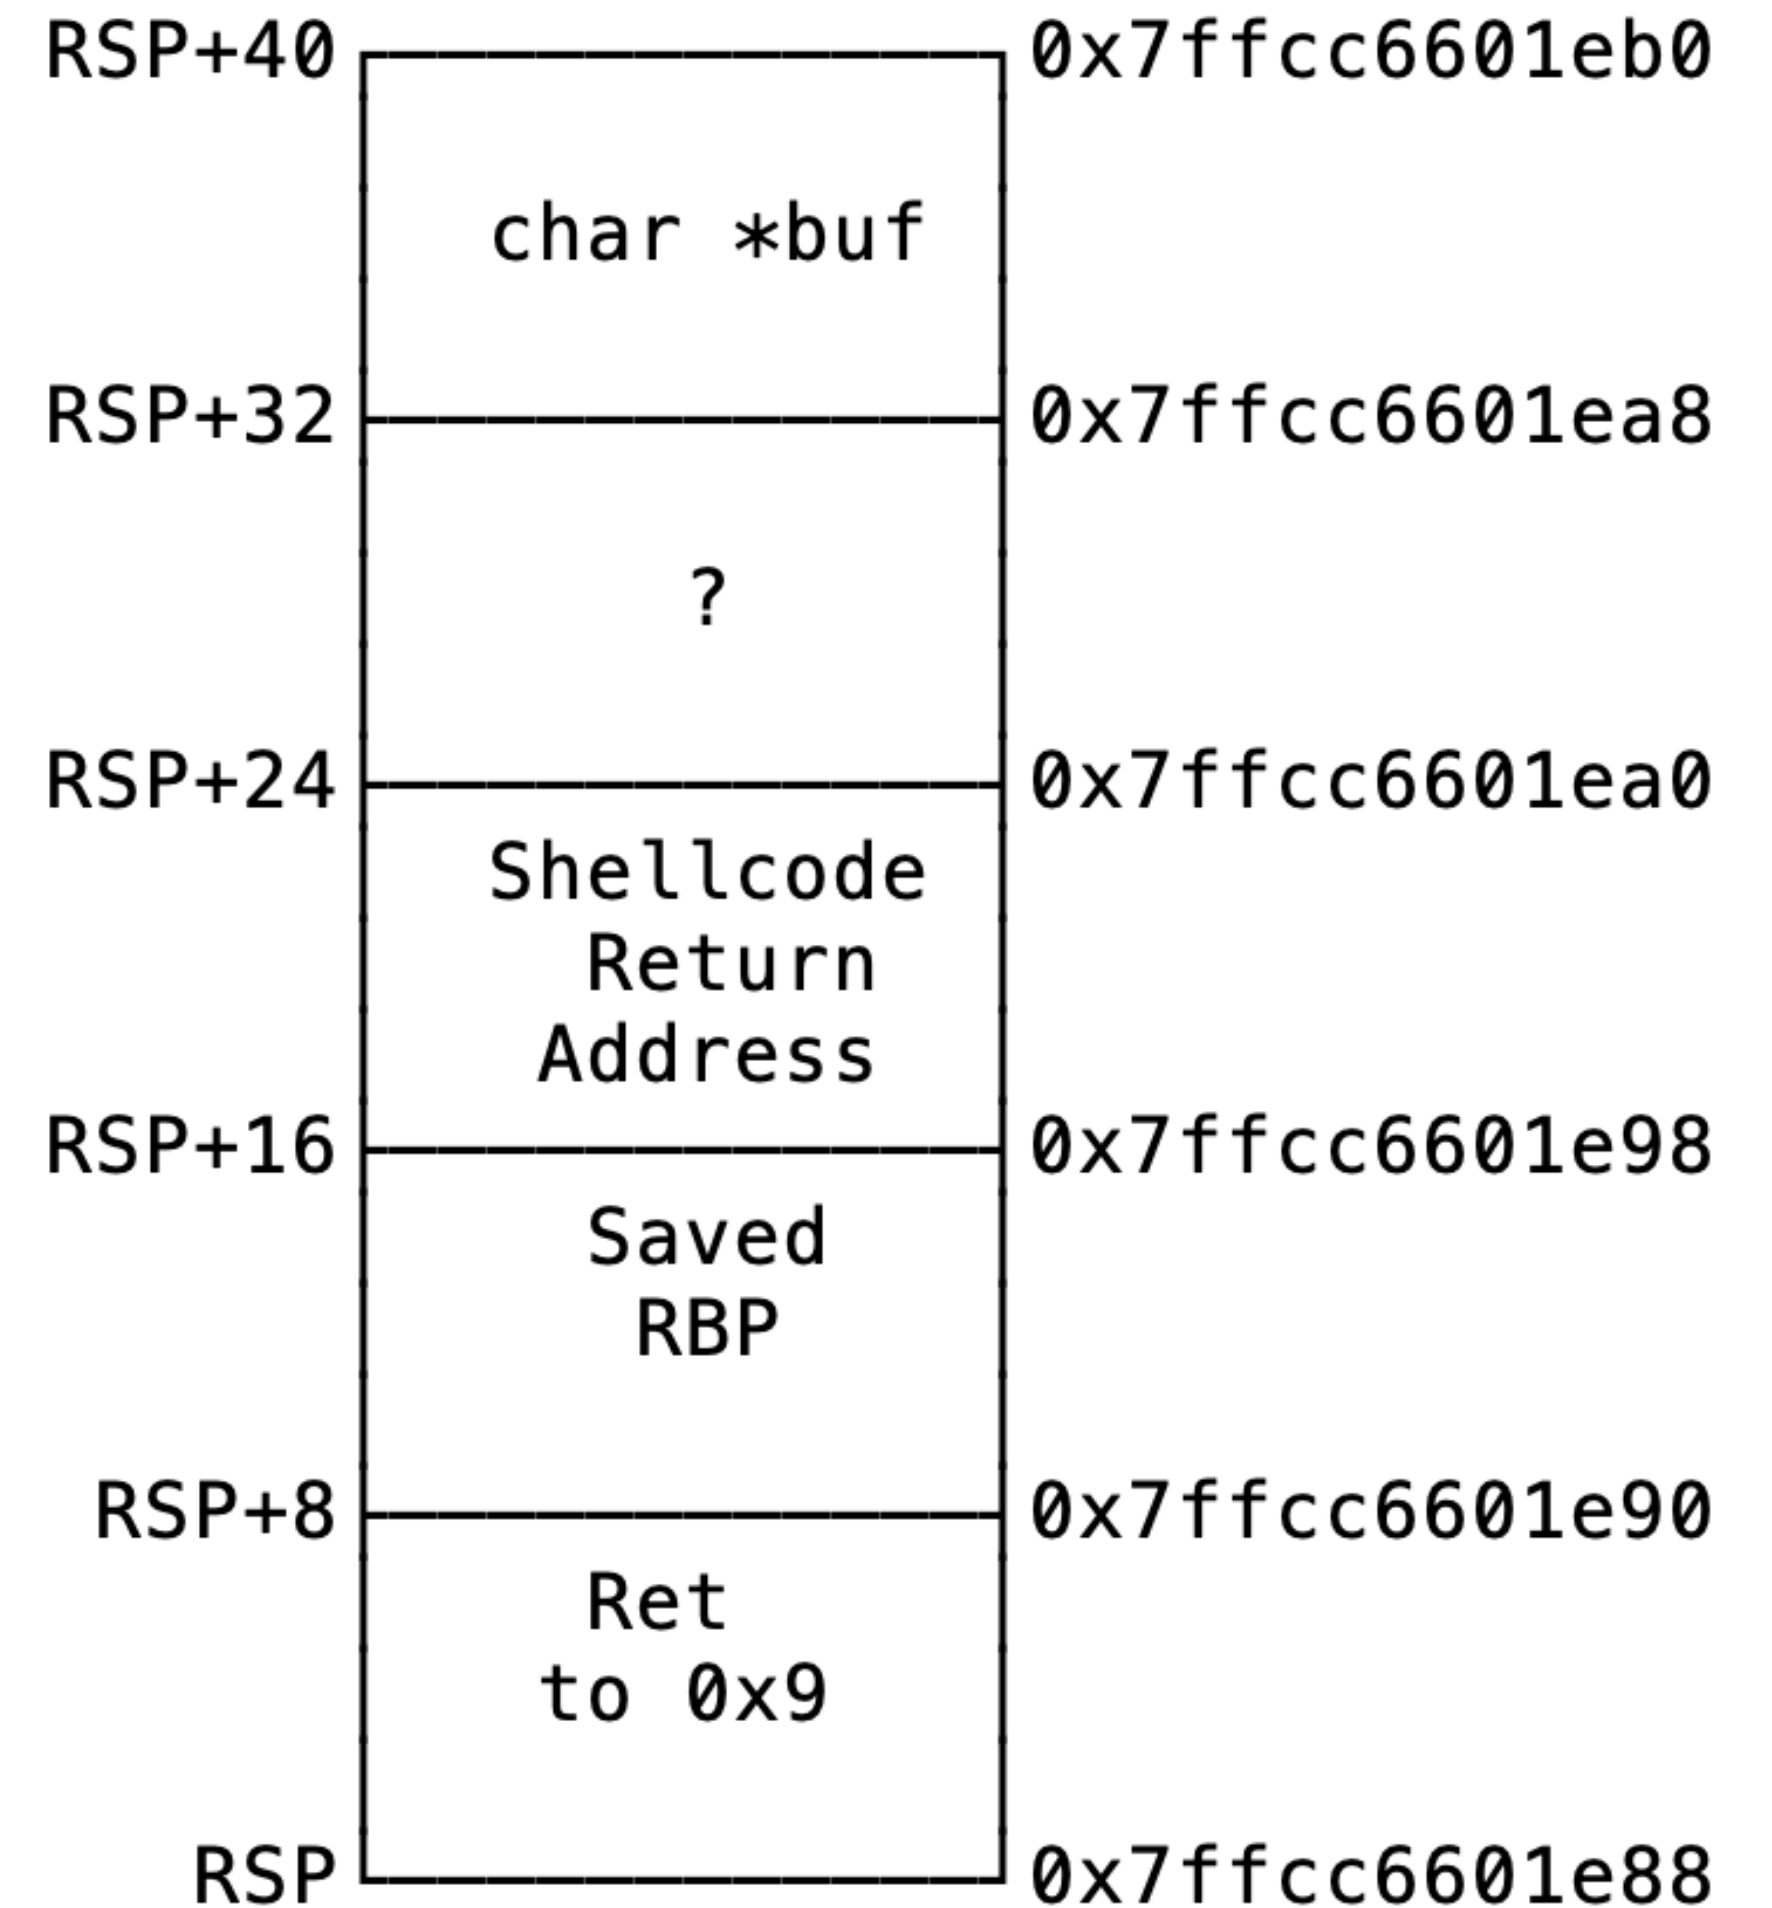 RSP+40 0x7ffcc6601eb0
char *buf
RSP+32 0x7ffcc6601ea8
?
RSP+24 0x7ffcc6601ea0
Shellcode
Return
Address
RSP+16 0x7ffcc6601e98
Saved
RBP
RSP+8 0x7ffcc6601e90
Ret
to 0x9
RSP 0x7ffcc6601e88